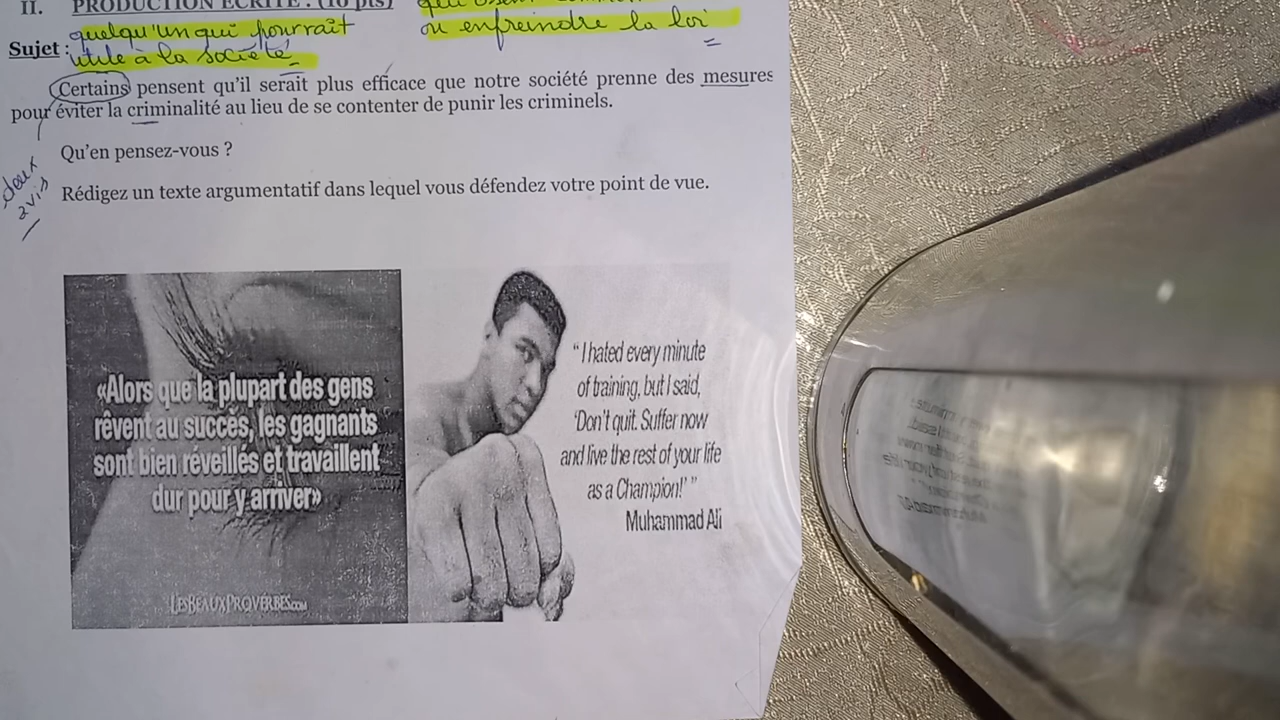 II. PRODUCTION ECRITE : (10 pts)
quelqu'un qui pourrait
ou enfreindre la loi
Sujet :
utile à la société
Certains pensent qu'il serait plus efficace que notre société prenne des mesures
pour éviter la criminalité au lieu de se contenter de punir les criminels.
Qu'en pensez-vous ?
deux
avis
Rédigez un texte argumentatif dans lequel vous défendez votre point de vue.
«Alors que la plupart des gens
rêvent au succès, les gagnants
sont bien réveillés et travaillent
dur pour y arriver»
LESBEAUXPROVERBES.COM
“ I hated every minute
of training, but I said,
‘Don't quit. Suffer now
and live the rest of your life
as a Champion!’ ”
Muhammad Ali